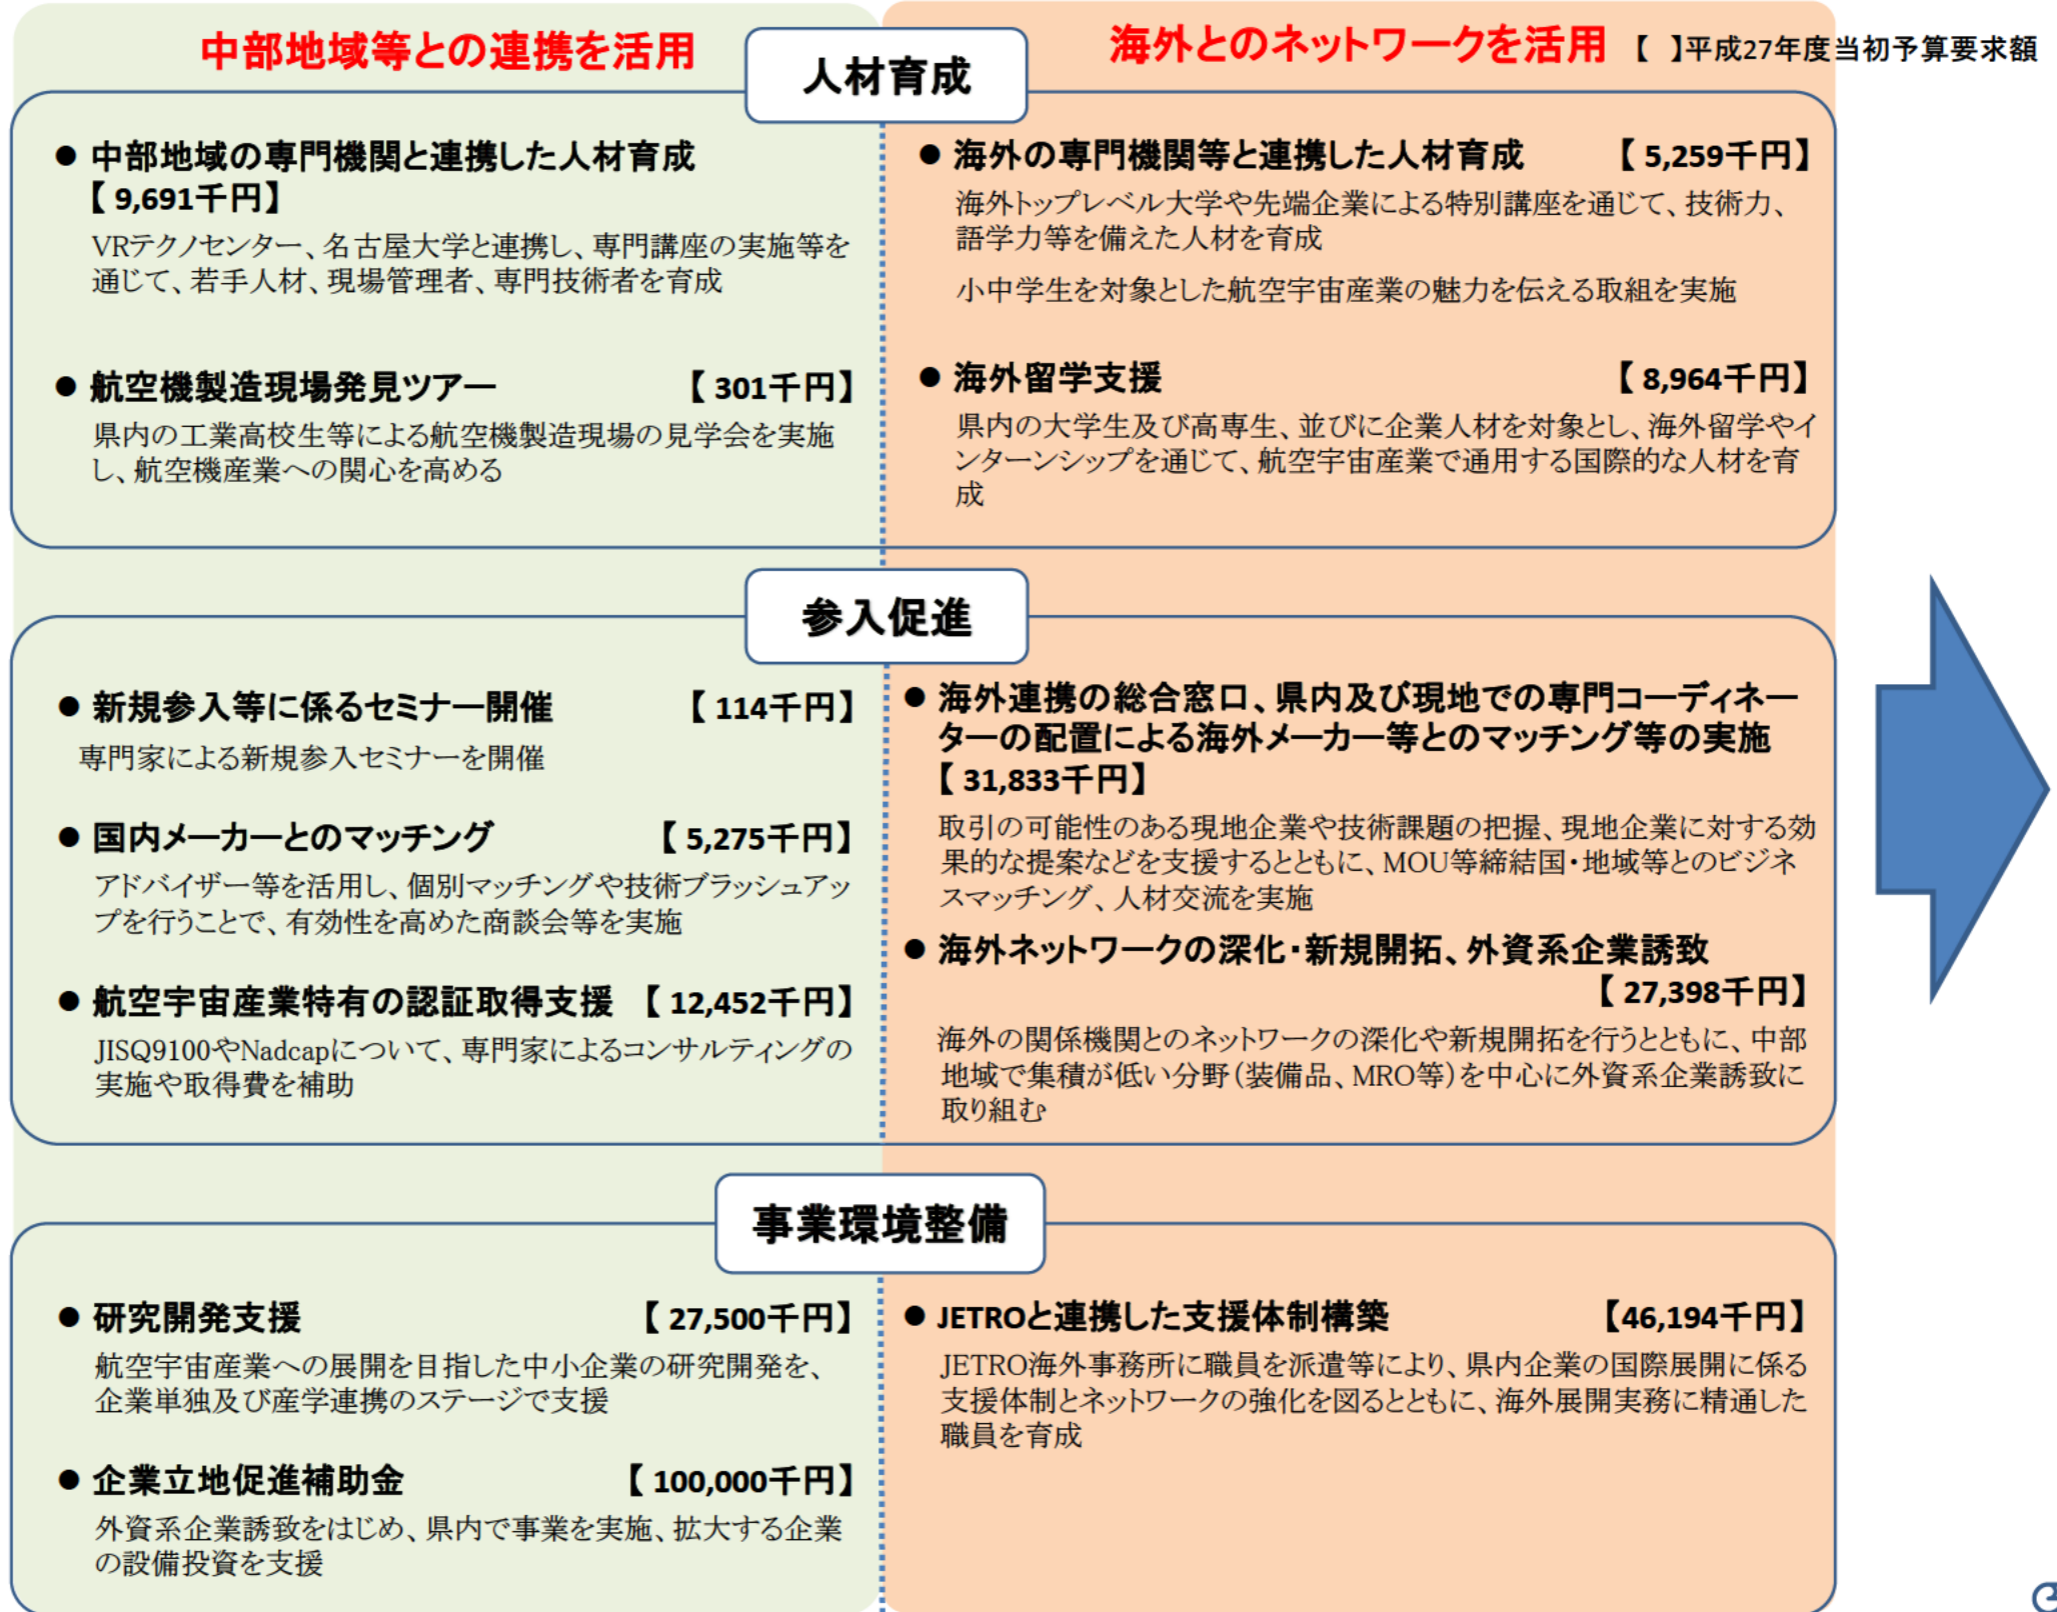 中部地域等との連携を活用
海外とのネットワークを活用 【 】平成27年度当初予算要求額
人材育成
● 中部地域の専門機関と連携した人材育成
【 9,691千円】
VRテクノセンター、名古屋大学と連携し、専門講座の実施等を
通じて、若手人材、現場管理者、専門技術者を育成
● 航空機製造現場発見ツアー 【 301千円】
県内の工業高校生等による航空機製造現場の見学会を実施
し、航空機産業への関心を高める
● 海外の専門機関等と連携した人材育成 【 5,259千円】
海外トップレベル大学や先端企業による特別講座を通じて、技術力、
語学力等を備えた人材を育成
小中学生を対象とした航空宇宙産業の魅力を伝える取組を実施
● 海外留学支援 【 8,964千円】
県内の大学生及び高専生、並びに企業人材を対象とし、海外留学やイ
ンターンシップを通じて、航空宇宙産業で通用する国際的な人材を育
成
参入促進
● 新規参入等に係るセミナー開催 【 114千円】
専門家による新規参入セミナーを開催
● 国内メーカーとのマッチング 【 5,275千円】
アドバイザー等を活用し、個別マッチングや技術ブラッシュアッ
プを行うことで、有効性を高めた商談会等を実施
● 航空宇宙産業特有の認証取得支援 【 12,452千円】
JISQ9100やNadcapについて、専門家によるコンサルティングの
実施や取得費を補助
● 海外連携の総合窓口、県内及び現地での専門コーディネー
ターの配置による海外メーカー等とのマッチング等の実施
【 31,833千円】
取引の可能性のある現地企業や技術課題の把握、現地企業に対する効
果的な提案などを支援するとともに、MOU等締結国・地域等とのビジネ
スマッチング、人材交流を実施
● 海外ネットワークの深化・新規開拓、外資系企業誘致
【 27,398千円】
海外の関係機関とのネットワークの深化や新規開拓を行うとともに、中部
地域で集積が低い分野（装備品、MRO等）を中心に外資系企業誘致に
取り組む
事業環境整備
● 研究開発支援 【 27,500千円】
航空宇宙産業への展開を目指した中小企業の研究開発を、
企業単独及び産学連携のステージで支援
● 企業立地促進補助金 【 100,000千円】
外資系企業誘致をはじめ、県内で事業を実施、拡大する企業
の設備投資を支援
● JETROと連携した支援体制構築 【46,194千円】
JETRO海外事務所に職員を派遣等により、県内企業の国際展開に係る
支援体制とネットワークの強化を図るとともに、海外展開実務に精通した
職員を育成